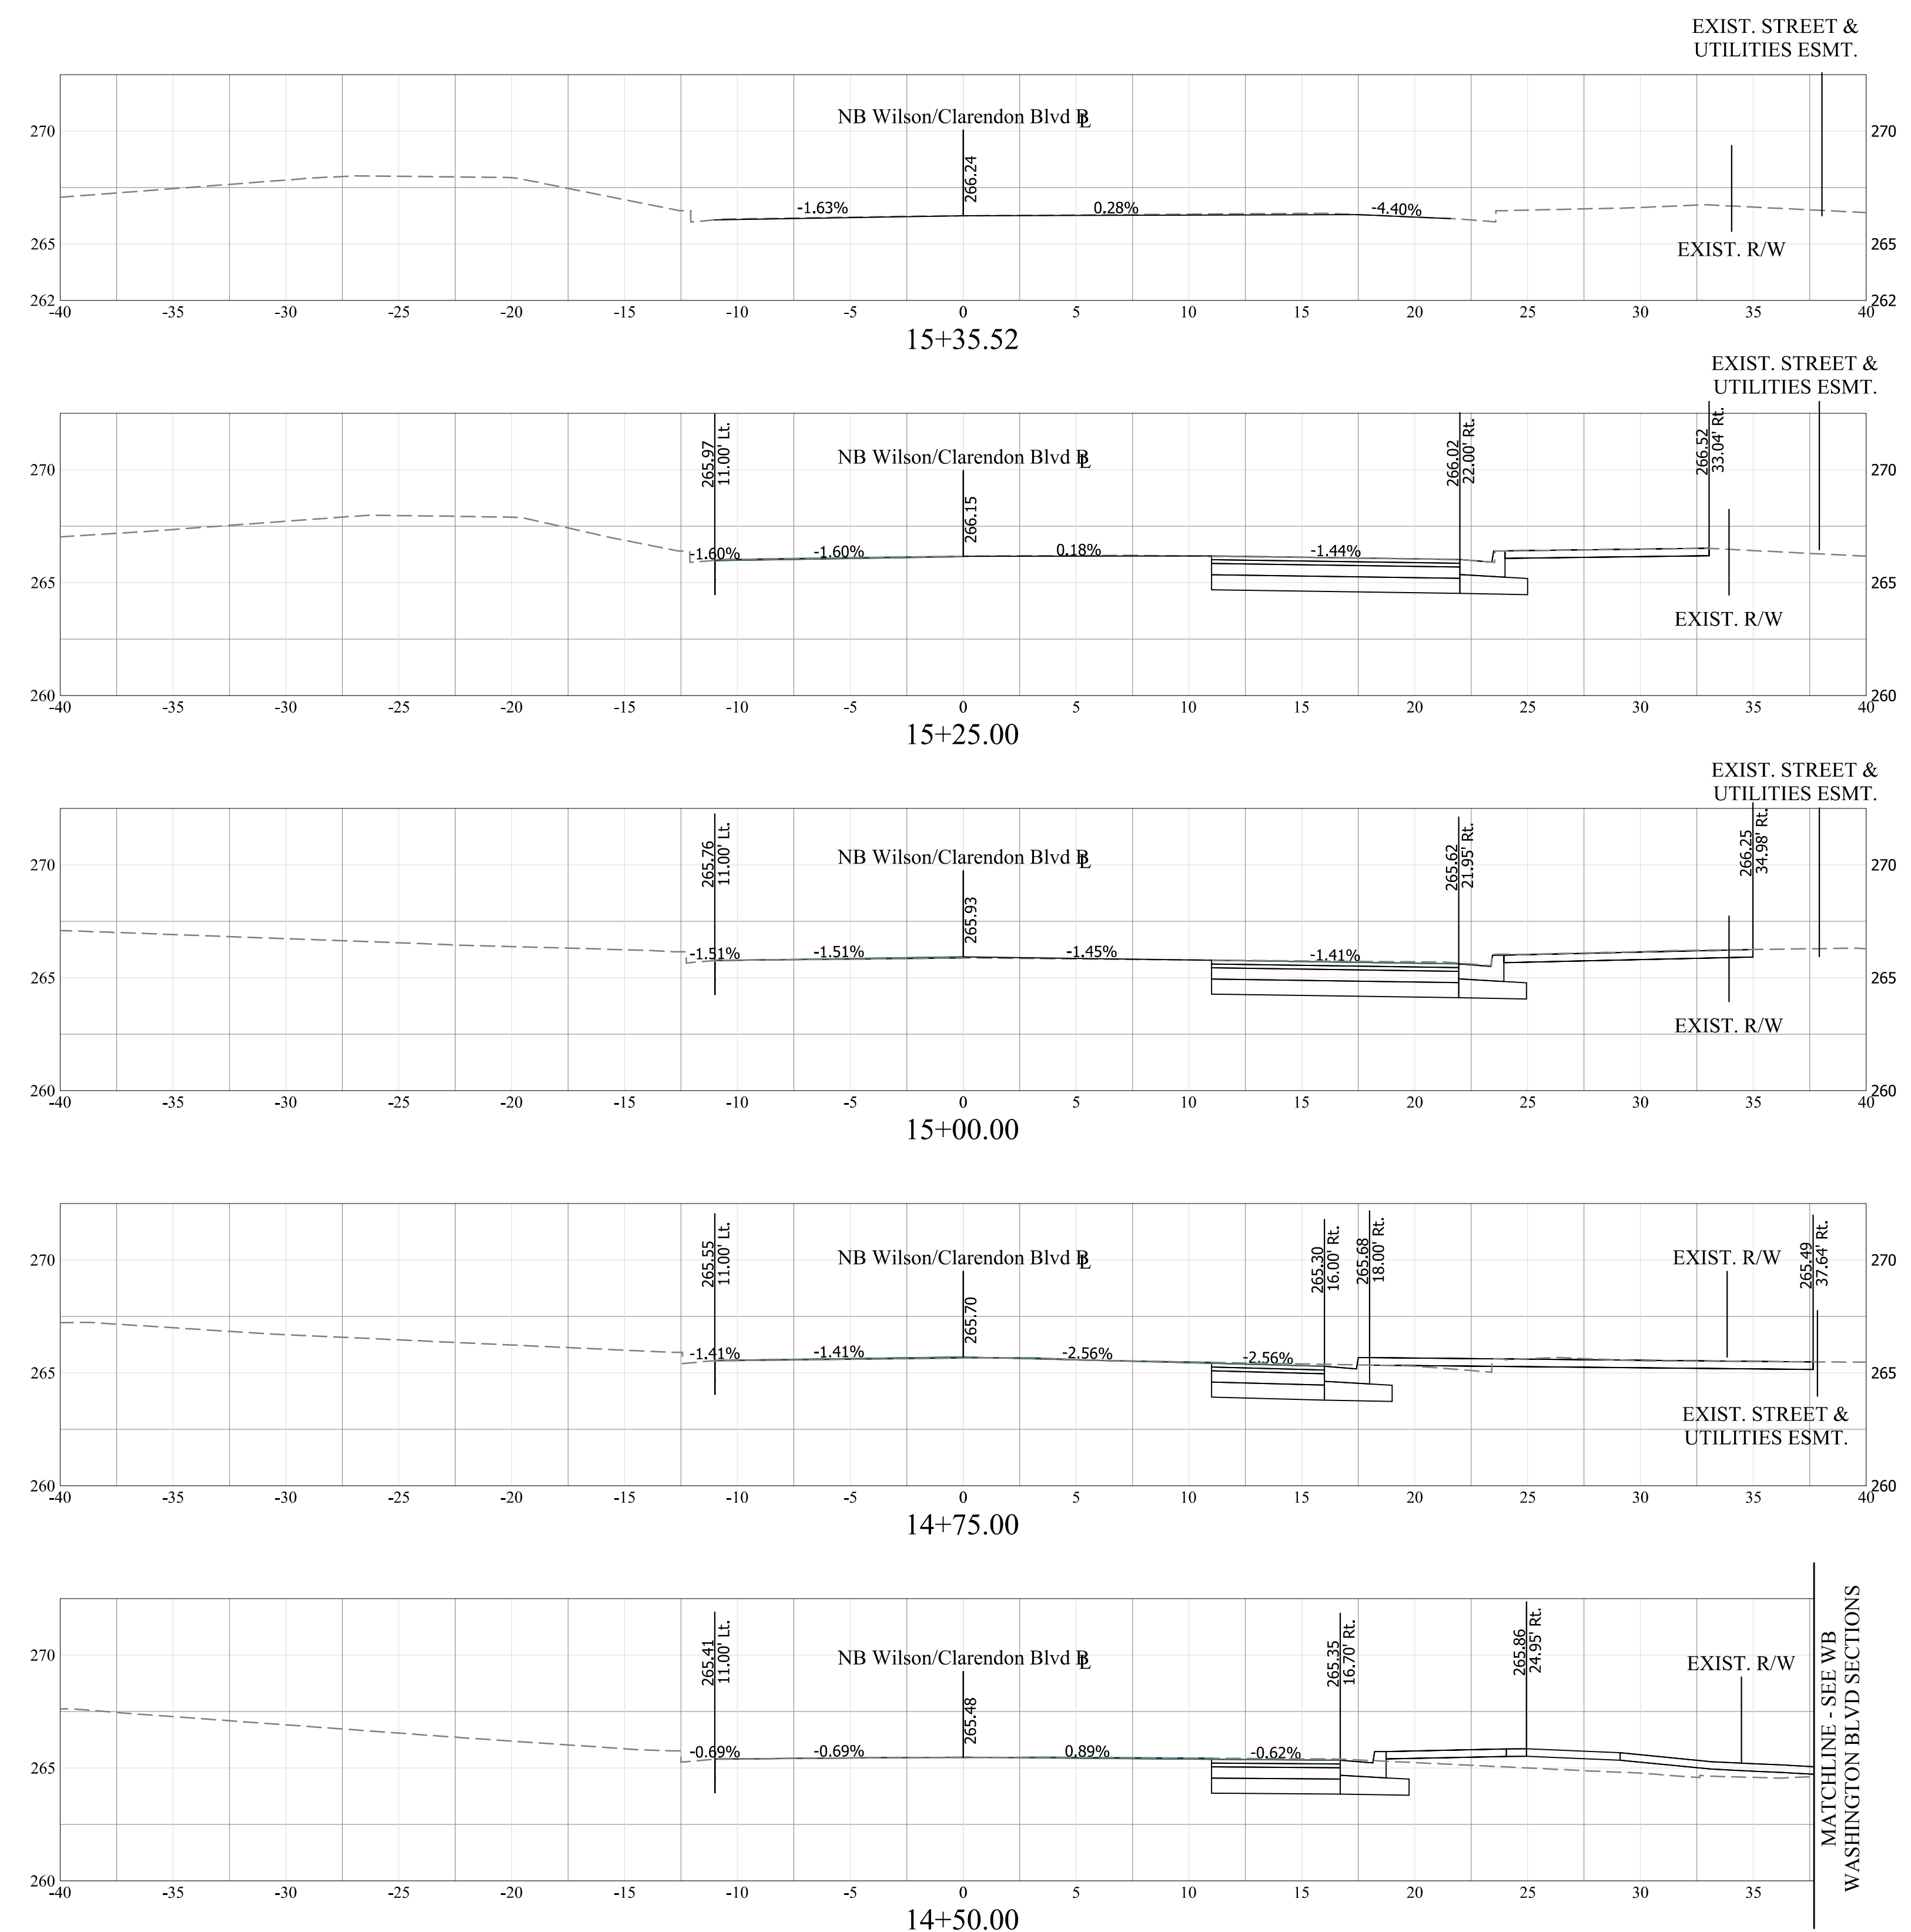 EXIST. STREET &
UTILITIES ESMT.
NB Wilson/Clarendon Blvd BL
270
270
266.24
-1.63%
0.28%
-4.40%
265
265
EXIST. R/W
262
262
-40 -35 -30 -25 -20 -15 -10 -5 0 5 10 15 20 25 30 35 40
15+35.52
EXIST. STREET &
UTILITIES ESMT.
265.97
11.00' Lt.
NB Wilson/Clarendon Blvd BL
266.15
266.02
22.00' Rt.
266.52
33.04' Rt.
270
270
-1.60%
-1.60%
0.18%
-1.44%
265
265
EXIST. R/W
260
260
-40 -35 -30 -25 -20 -15 -10 -5 0 5 10 15 20 25 30 35 40
15+25.00
EXIST. STREET &
UTILITIES ESMT.
265.76
11.00' Lt.
NB Wilson/Clarendon Blvd BL
265.93
265.62
21.95' Rt.
266.25
34.98' Rt.
270
270
-1.51%
-1.51%
-1.45%
-1.41%
265
265
EXIST. R/W
260
260
-40 -35 -30 -25 -20 -15 -10 -5 0 5 10 15 20 25 30 35 40
15+00.00
265.55
11.00' Lt.
NB Wilson/Clarendon Blvd BL
265.70
265.30
16.00' Rt.
265.68
18.00' Rt.
EXIST. R/W
265.49
37.64' Rt.
270
270
-1.41%
-1.41%
-2.56%
-2.56%
265
265
EXIST. STREET &
UTILITIES ESMT.
260
260
-40 -35 -30 -25 -20 -15 -10 -5 0 5 10 15 20 25 30 35 40
14+75.00
265.41
11.00' Lt.
NB Wilson/Clarendon Blvd BL
265.48
265.35
16.70' Rt.
265.86
24.95' Rt.
EXIST. R/W
270
-0.69%
-0.69%
0.89%
-0.62%
265
260
MATCHLINE - SEE WB
WASHINGTON BLVD SECTIONS
-40 -35 -30 -25 -20 -15 -10 -5 0 5 10 15 20 25 30 35
14+50.00